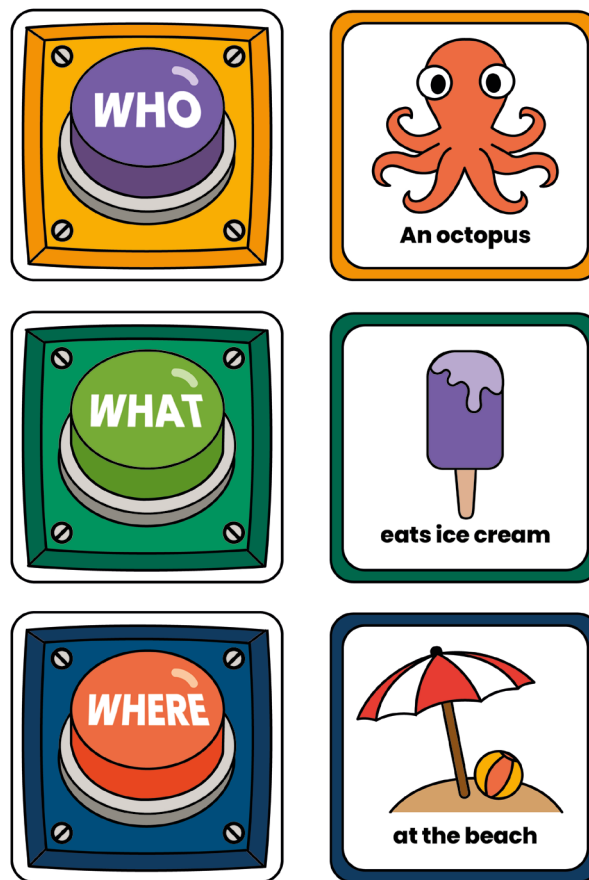 WHO
An octopus
WHAT
eats ice cream
WHERE
at the beach